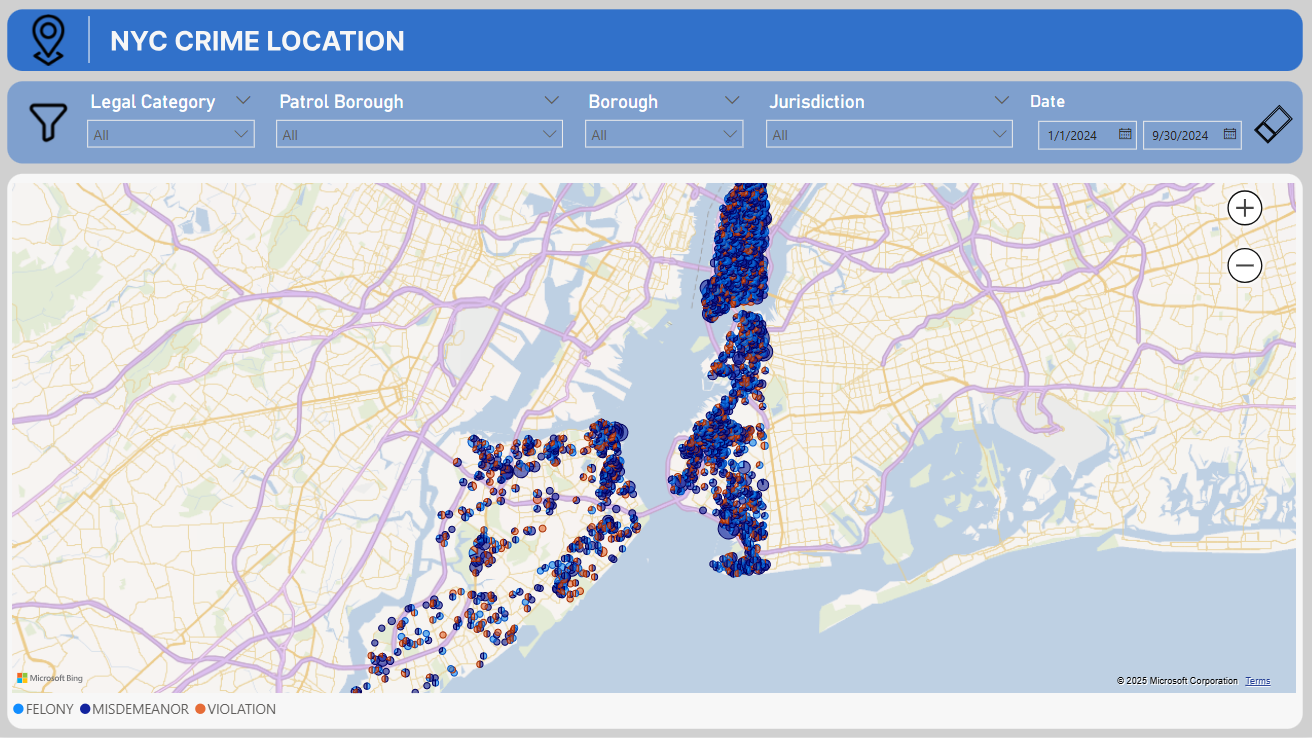 NYC CRIME LOCATION
Legal Category
Patrol Borough
Borough
Jurisdiction
Date
All
All
All
All
1/1/2024
9/30/2024
Microsoft Bing
© 2025 Microsoft Corporation
Terms
FELONY
MISDEMEANOR
VIOLATION